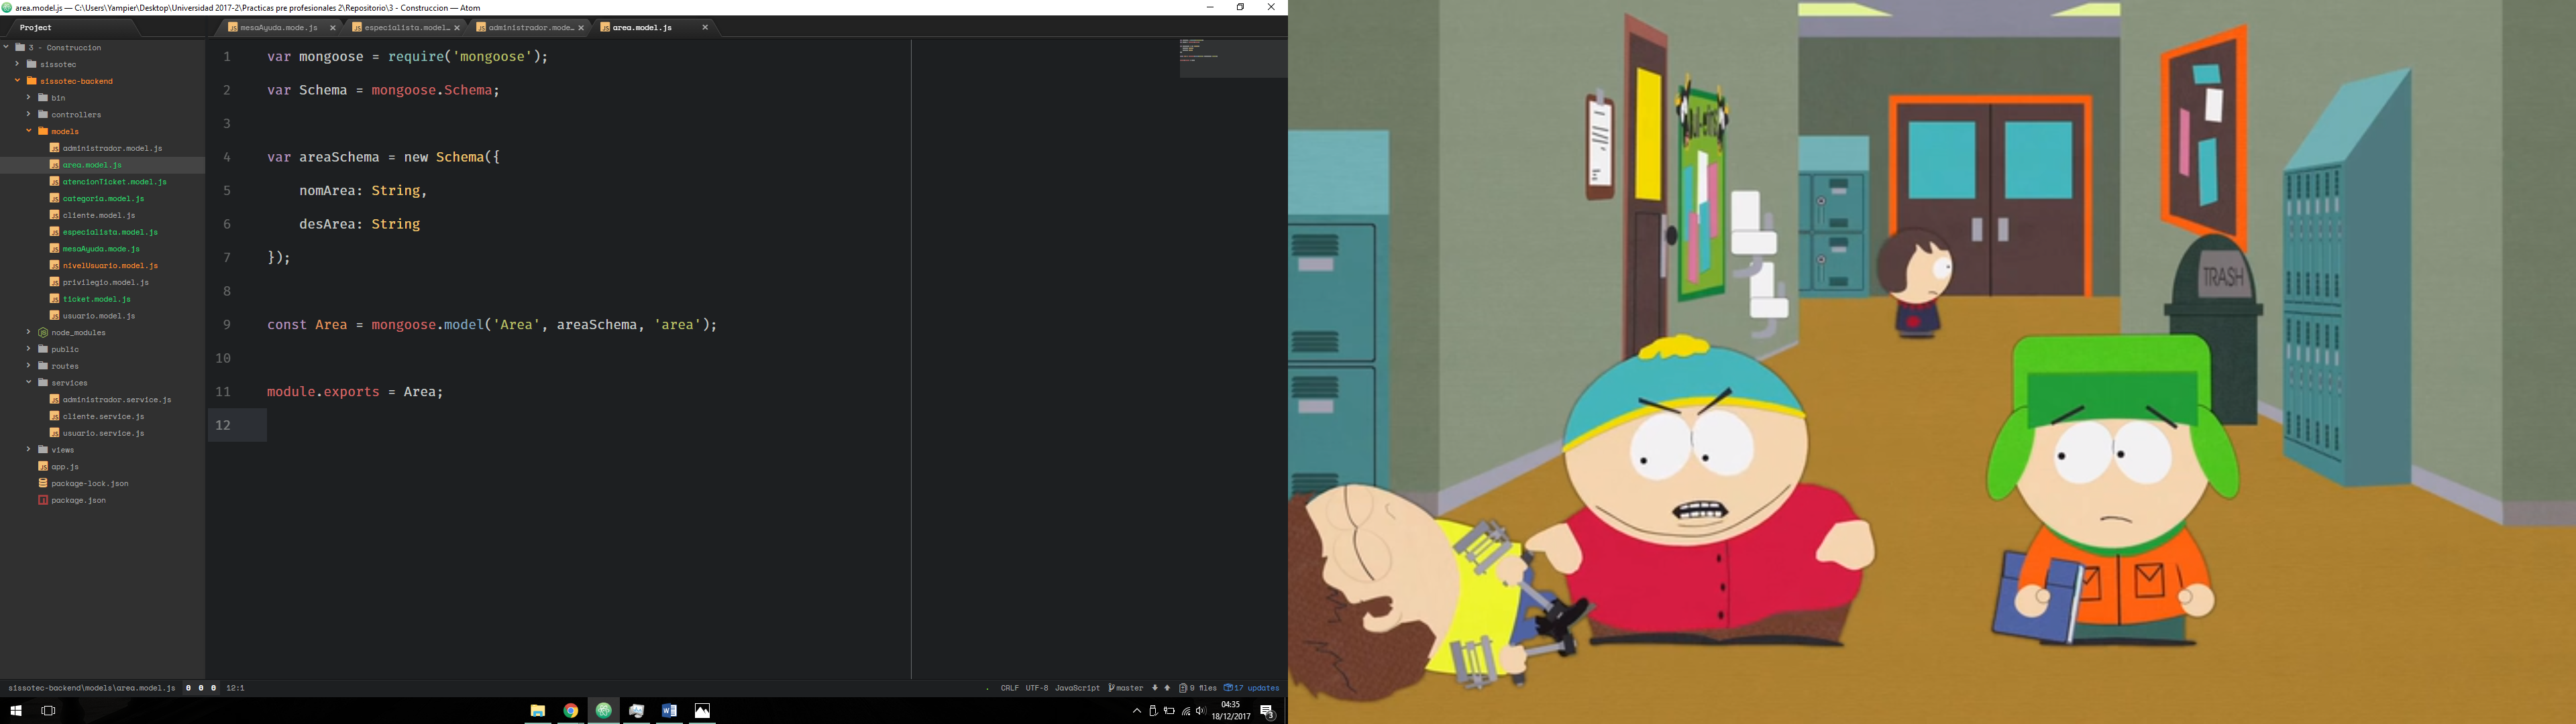 area.model.js — C:\Users\Yampier\Desktop\Universidad 2017-2\Practicas pre profesionales 2\Repositorio\3 - Construccion — Atom
Project
mesaAyuda.mode.js
especialista.model...
administrador.mode...
area.model.js
3 - Construccion
sissotec
sissotec-backend
bin
controllers
models
administrador.model.js
area.model.js
atencionTicket.model.js
categoria.model.js
cliente.model.js
especialista.model.js
mesaAyuda.mode.js
nivelUsuario.model.js
privilegio.model.js
ticket.model.js
usuario.model.js
node_modules
public
routes
services
administrador.service.js
cliente.service.js
usuario.service.js
views
app.js
package-lock.json
package.json
1 var mongoose = require('mongoose');
2 var Schema = mongoose.Schema;
3
4 var areaSchema = new Schema({
5 nomArea: String,
6 desArea: String
7 });
8
9 const Area = mongoose.model('Area', areaSchema, 'area');
10
11 module.exports = Area;
12
sissotec-backend\models\area.model.js 0 0 0 12:1
. CRLF UTF-8 JavaScript master 9 files 17 updates
04:35
18/12/2017
3
TRASH